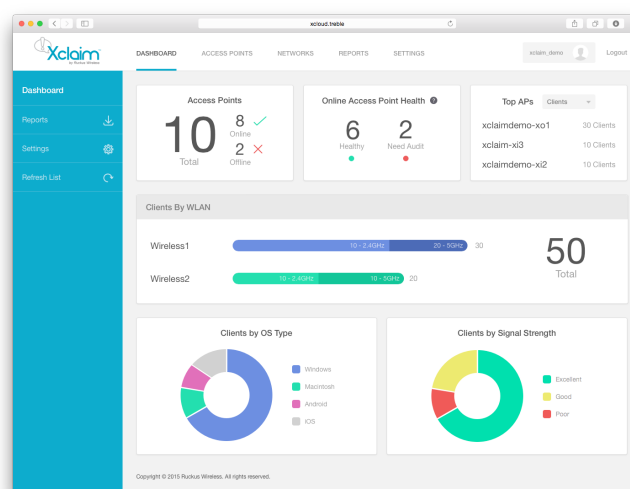 xcloud.treble
Xclaim
by Ruckus Wireless
DASHBOARD ACCESS POINTS NETWORKS REPORTS SETTINGS
xclaim_demo
Logout
Dashboard
Reports
Settings
Refresh List
Access Points
10
Total
8
Online
2
Offline
Online Access Point Health ?
6
Healthy
2
Need Audit
Top APs Clients
xclaimdemo-xo1 30 Clients
xclaim-xi3 10 Clients
xclaimdemo-xi2 10 Clients
Clients By WLAN
Wireless1 10 - 2.4GHz 20 - 5GHz 30
Wireless2 10 - 2.4GHz 10 - 5GHz 20
50
Total
Clients by OS Type
Windows
Macintosh
Android
IOS
Clients by Signal Strength
Excellent
Good
Poor
Copyright © 2015 Ruckus Wireless. All rights reserved.